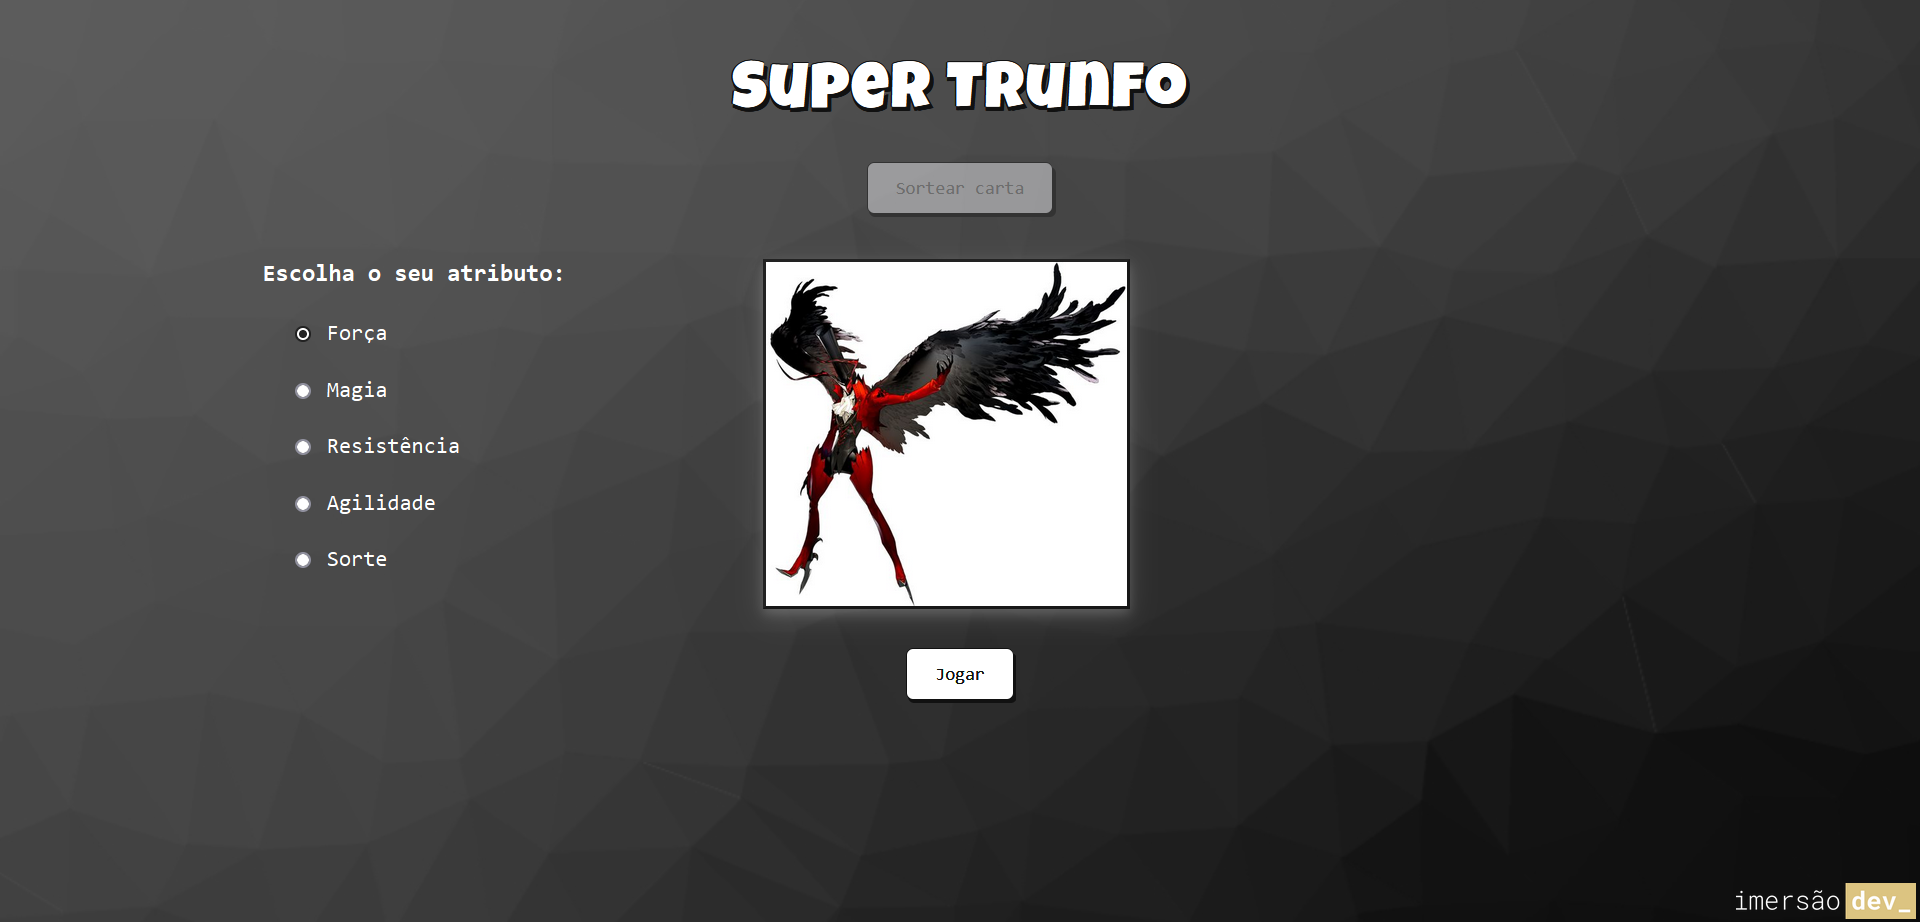 Super Trunfo
Sortear carta
Escolha o seu atributo:
Força
Magia
Resistência
Agilidade
Sorte
Jogar
imersão dev_